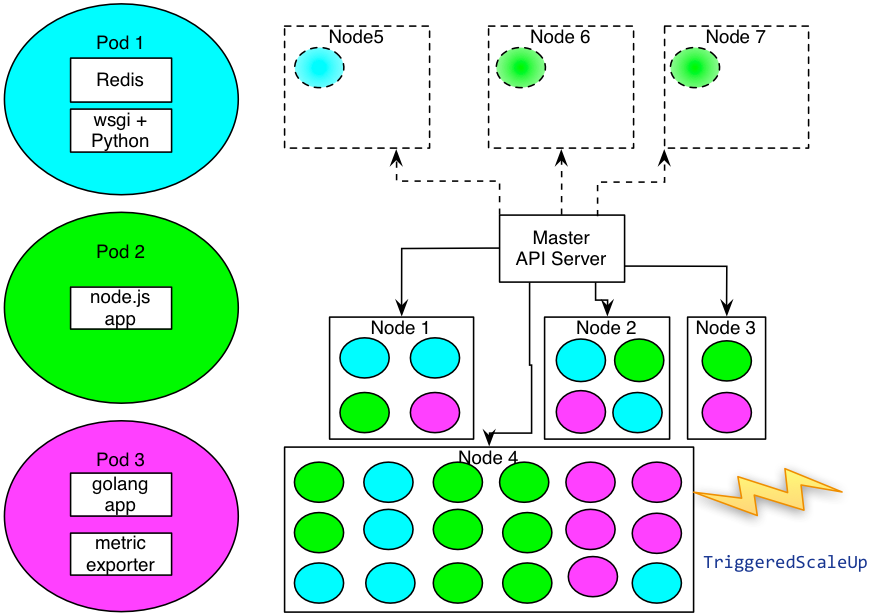 Pod 1
Redis
wsgi +
Python
Pod 2
node.js
app
Pod 3
golang
app
metric
exporter
Node5
Node 6
Node 7
Master
API Server
Node 1
Node 2
Node 3
Node 4
TriggeredScaleUp